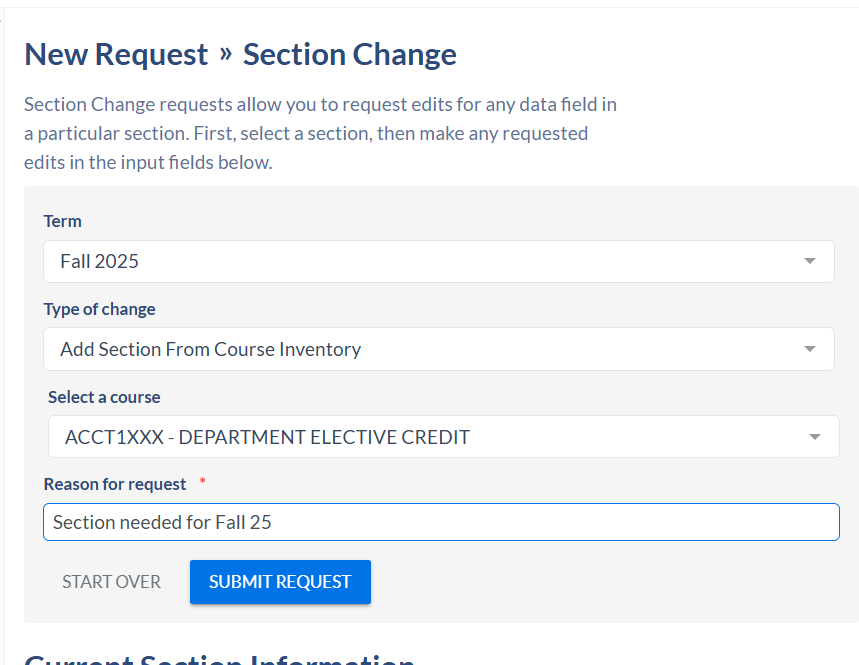 New Request » Section Change
Section Change requests allow you to request edits for any data field in
a particular section. First, select a section, then make any requested
edits in the input fields below.
Term
Fall 2025
Type of change
Add Section From Course Inventory
Select a course
ACCT1XXX - DEPARTMENT ELECTIVE CREDIT
Reason for request *
Section needed for Fall 25
START OVER SUBMIT REQUEST
Current Section Information